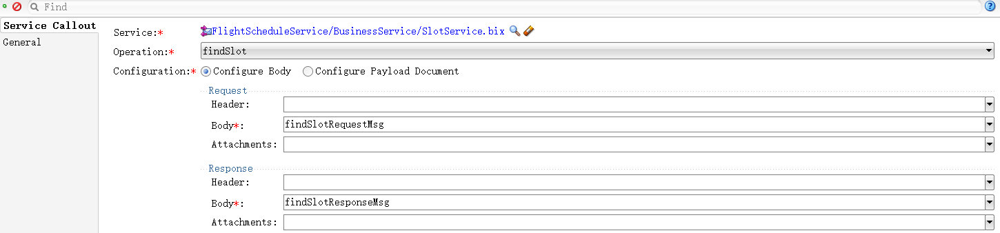 Find
Service Callout
General
Service:* FlightScheduleService/BusinessService/SlotService.bix
Operation:* findSlot
Configuration:* Configure Body Configure Payload Document
Request
Header:
Body*: findSlotRequestMsg
Attachments:
Response
Header:
Body*: findSlotResponseMsg
Attachments: